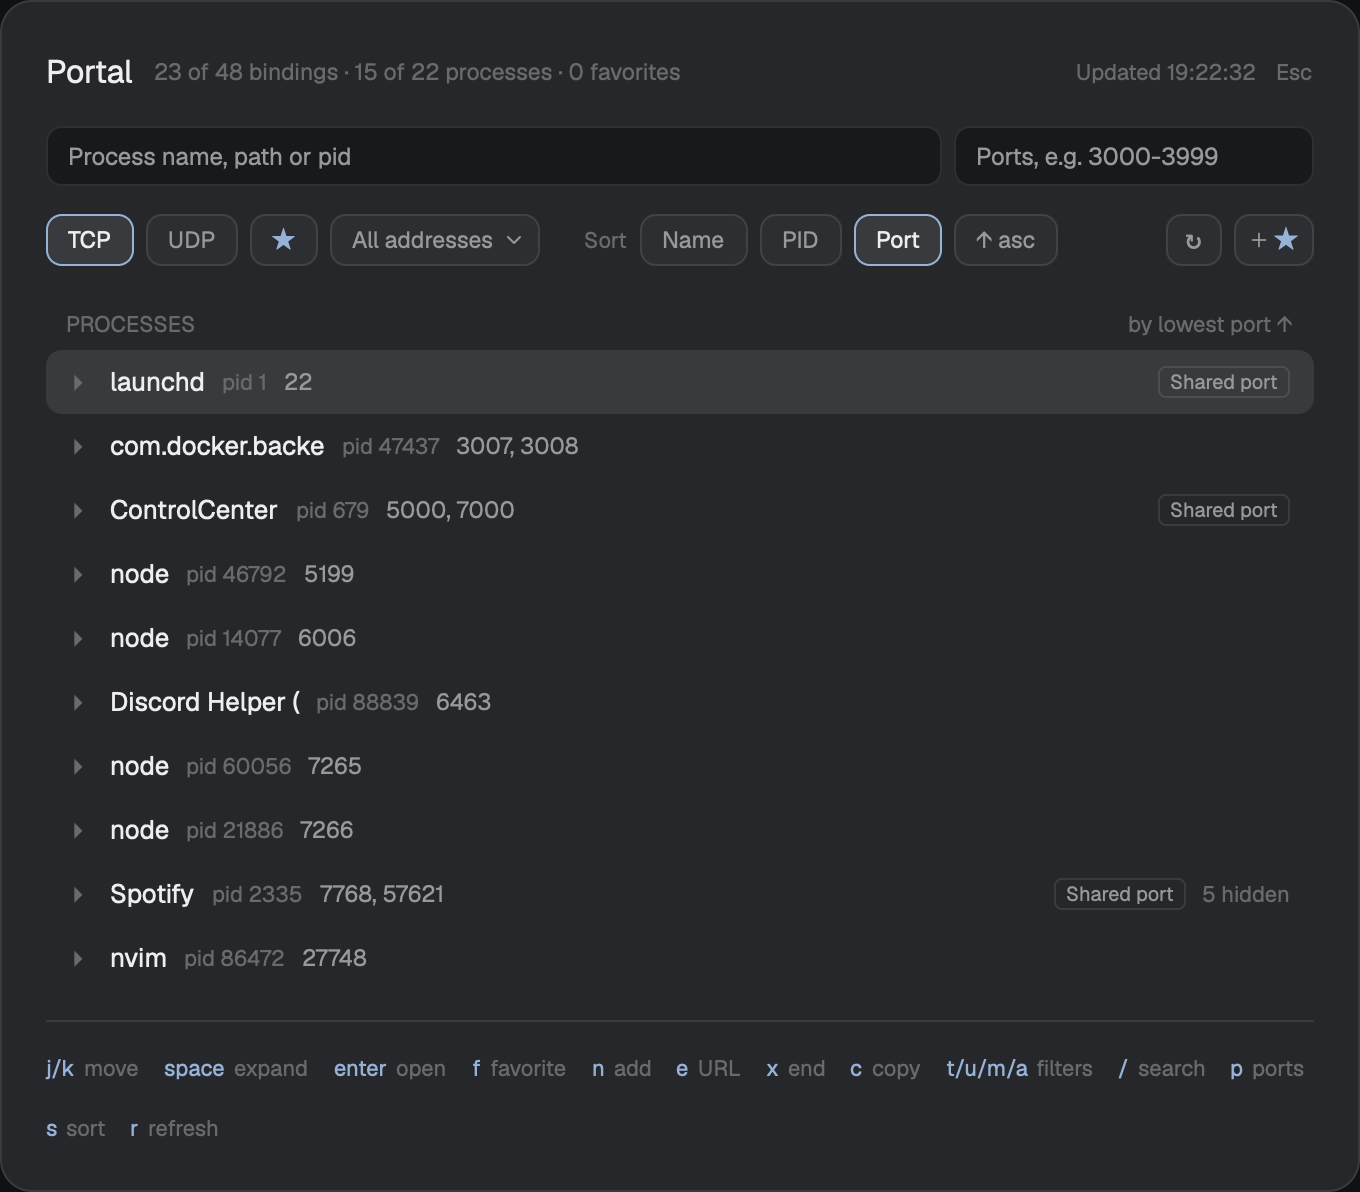 Portal 23 of 48 bindings · 15 of 22 processes · 0 favorites Updated 19:22:32 Esc
Process name, path or pid Ports, e.g. 3000-3999
TCP UDP ★ All addresses Sort Name PID Port ↑ asc ↻ + ★
PROCESSES by lowest port ↑
launchd pid 1 22 Shared port
com.docker.backe pid 47437 3007, 3008
ControlCenter pid 679 5000, 7000 Shared port
node pid 46792 5199
node pid 14077 6006
Discord Helper ( pid 88839 6463
node pid 60056 7265
node pid 21886 7266
Spotify pid 2335 7768, 57621 Shared port 5 hidden
nvim pid 86472 27748
j/k move space expand enter open f favorite n add e URL x end c copy t/u/m/a filters / search p ports
s sort r refresh